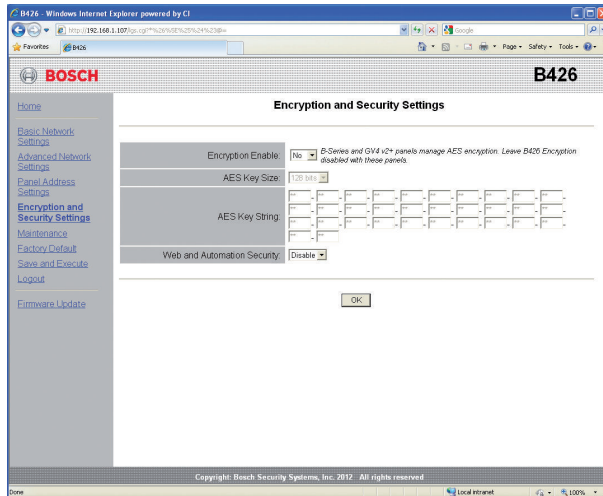 B426 - Windows Internet Explorer powered by CI
http://192.168.1.107/
Google
Favorites
B426
Page
Safety
Tools
BOSCH
B426
Home
Basic Network
Settings
Advanced Network
Settings
Panel Address
Settings
Encryption and
Security Settings
Maintenance
Factory Default
Save and Execute
Logout
Firmware Update
Encryption and Security Settings
Encryption Enable:
No
B-Series and GV4 v2+ panels manage AES encryption. Leave B426 Encryption
disabled with these panels.
AES Key Size:
128 bits
AES Key String:
Web and Automation Security:
Disable
OK
Copyright: Bosch Security Systems, Inc. 2012 All rights reserved
Done
Local intranet
100%